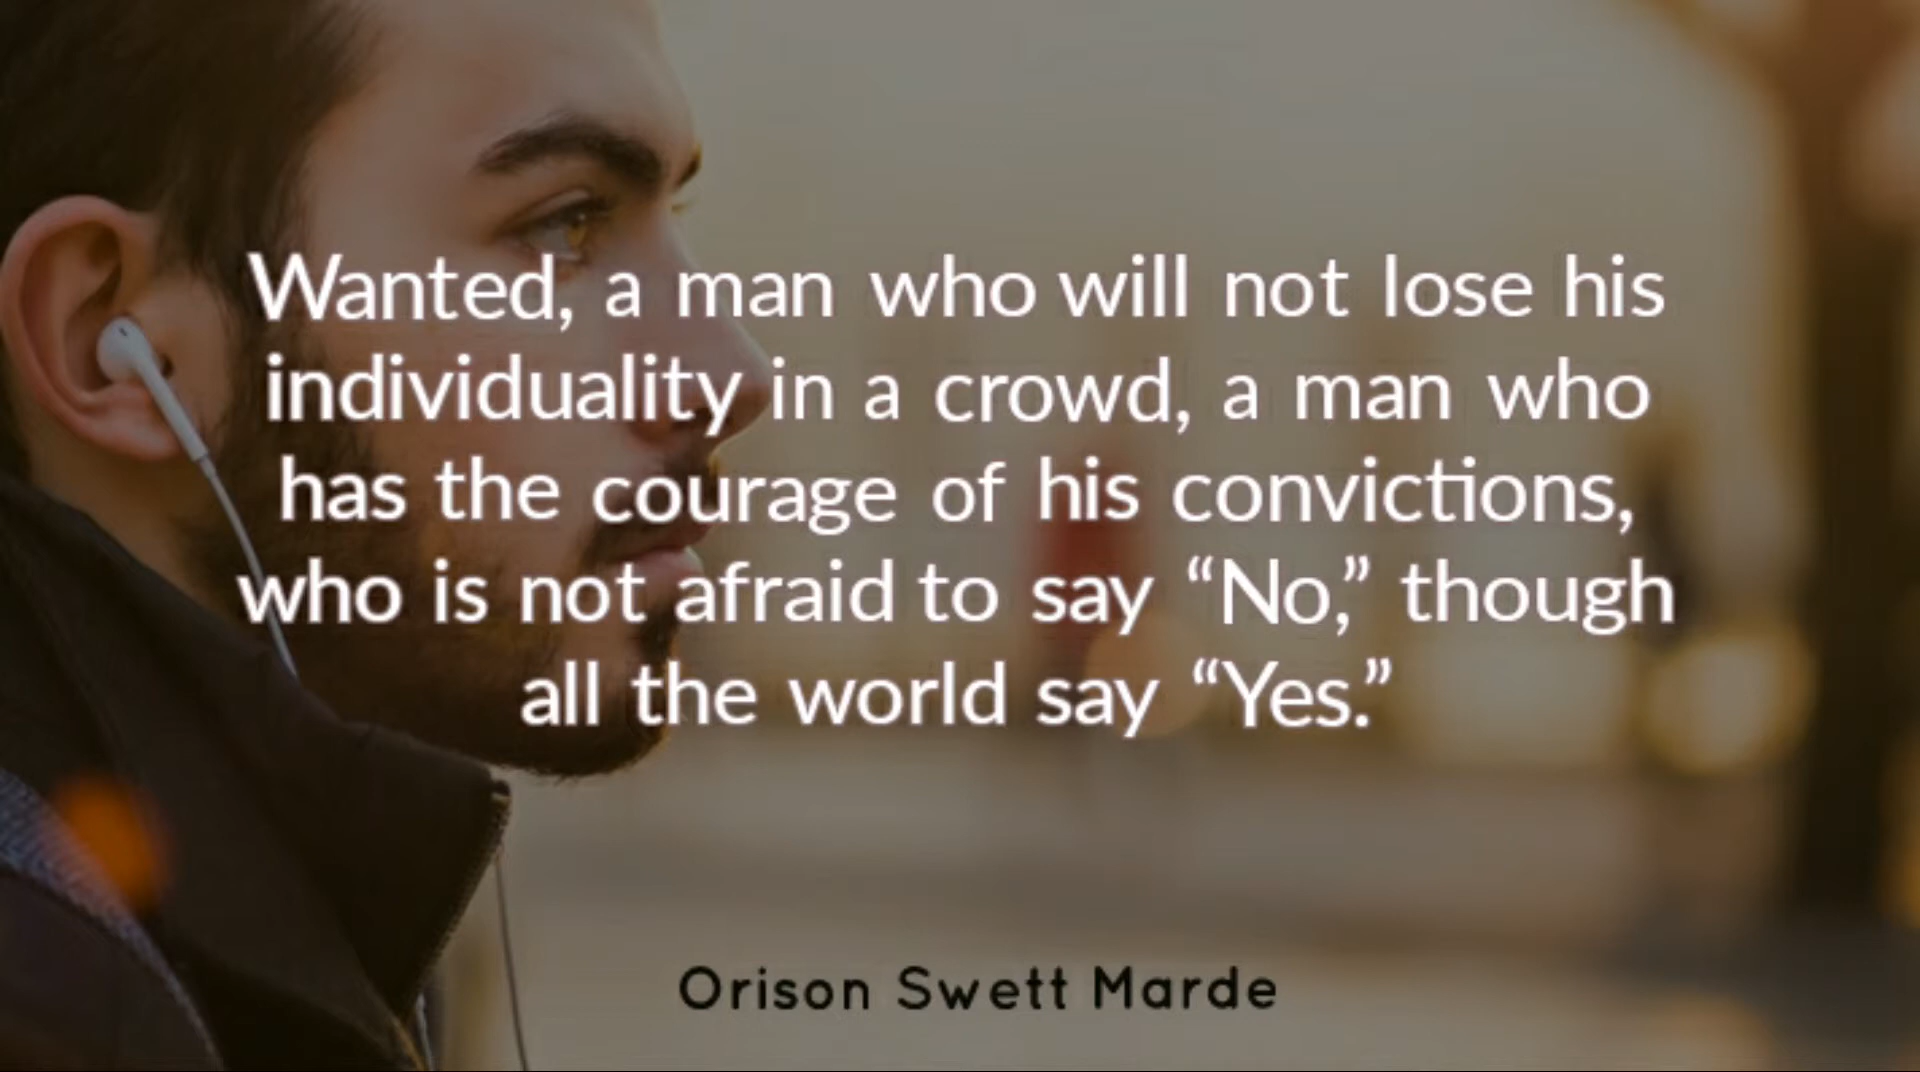 Wanted, a man who will not lose his
individuality in a crowd, a man who
has the courage of his convictions,
who is not afraid to say “No,” though
all the world say “Yes.”
Orison Swett Marde